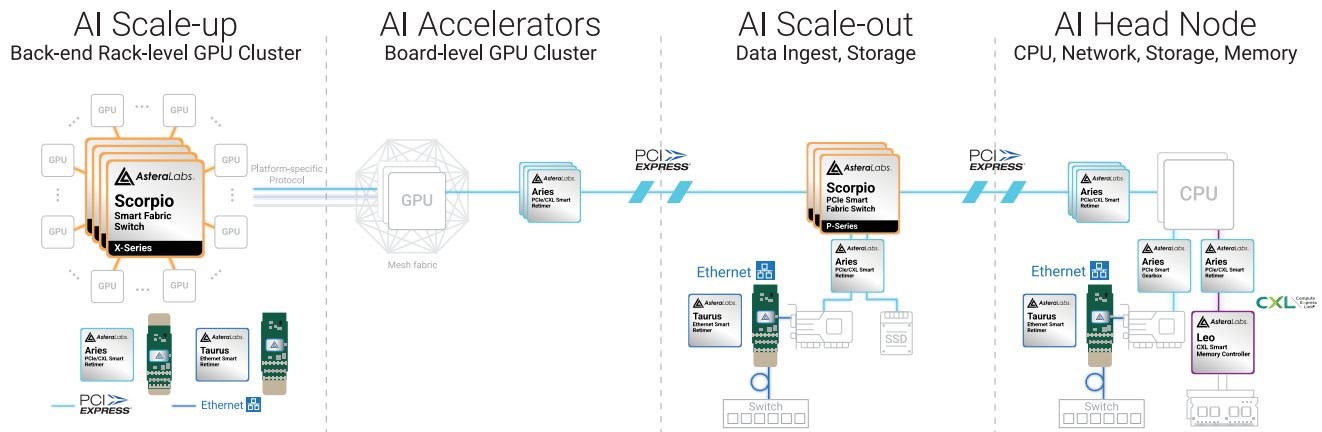 AI Scale-up
Back-end Rack-level GPU Cluster
GPU
...
GPU
GPU
GPU
GPU
GPU
GPU
GPU
AsteraLabs.
Scorpio
Smart Fabric
Switch
X-Series
AsteraLabs.
Aries
PCIe/CXL Smart
Retimer
AsteraLabs.
Taurus
Ethernet Smart
Retimer
PCI
EXPRESS®
Ethernet
Platform-specific
Protocol
AI Accelerators
Board-level GPU Cluster
GPU
Mesh fabric
AsteraLabs.
Aries
PCIe/CXL Smart
Retimer
PCI
EXPRESS®
AI Scale-out
Data Ingest, Storage
AsteraLabs.
Scorpio
PCIe Smart
Fabric Switch
P-Series
AsteraLabs.
Aries
PCIe/CXL Smart
Retimer
Ethernet
AsteraLabs.
Taurus
Ethernet Smart
Retimer
SSD
Switch
PCI
EXPRESS®
AI Head Node
CPU, Network, Storage, Memory
AsteraLabs.
Aries
PCIe/CXL Smart
Retimer
CPU
AsteraLabs.
Aries
PCIe Smart
Gearbox
AsteraLabs.
Aries
PCIe/CXL Smart
Retimer
Ethernet
AsteraLabs.
Taurus
Ethernet Smart
Retimer
CXL
Compute
Express
Link®
AsteraLabs.
Leo
CXL Smart
Memory Controller
Switch